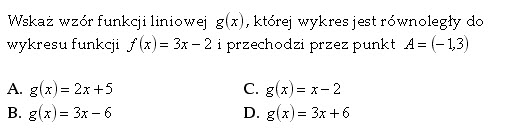 Wskaż wzór funkcji liniowej g(x), której wykres jest równoległy do
wykresu funkcji f(x)= 3x – 2 i przechodzi przez punkt A = (–1,3)
A. g(x)= 2x+5 C. g(x)= x – 2
B. g(x)= 3x – 6 D. g(x)= 3x+6